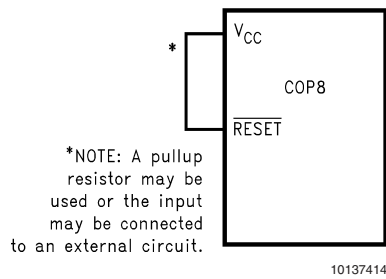 V_CC
*
COP8
RESET
*NOTE: A pullup
resistor may be
used or the input
may be connected
to an external circuit.
10137414